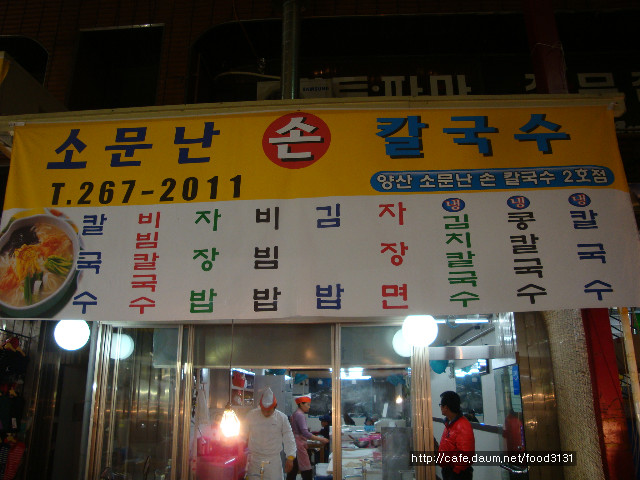 소문난 손 칼국수
T.267-2011
양산 소문난 손 칼국수 2호점
칼국수
비빔칼국수
자장밥
비빔밥
김밥
자장면
냉김치칼국수
냉콩칼국수
냉칼국수
http://cafe.daum.net/food3131